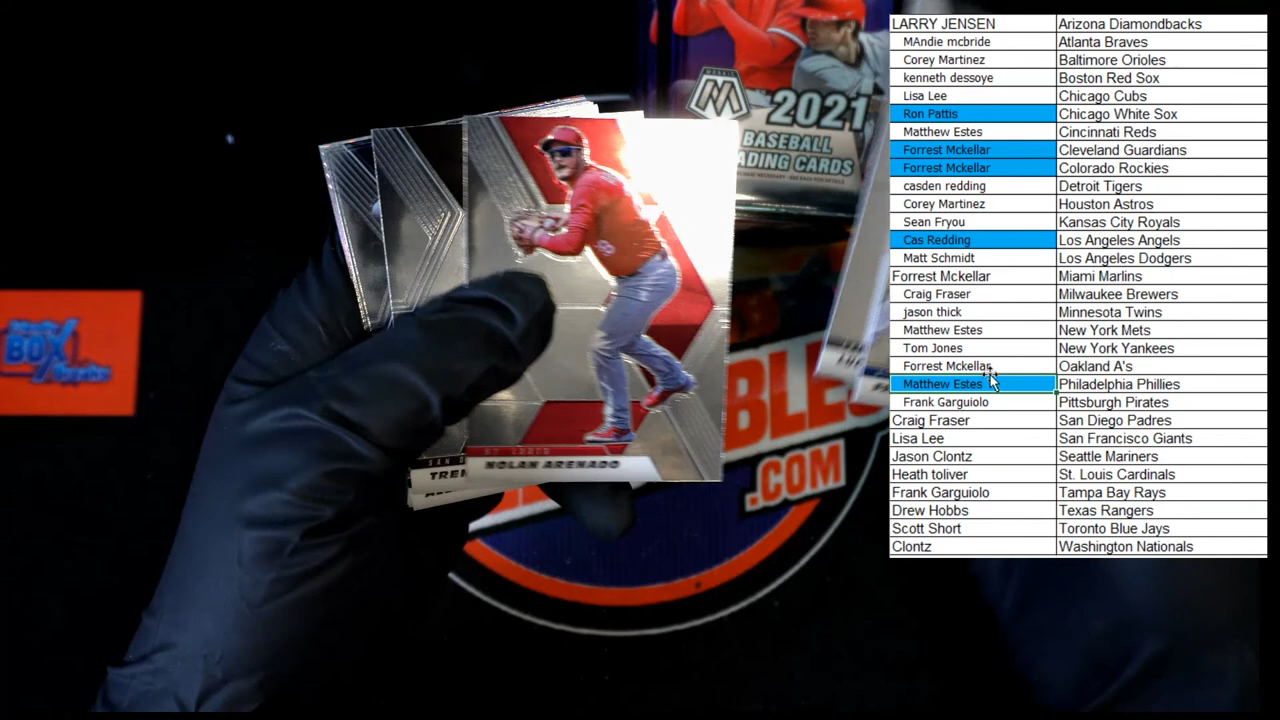 LARRY JENSEN Arizona Diamondbacks
MAndie mcbride Atlanta Braves
Corey Martinez Baltimore Orioles
kenneth dessoye Boston Red Sox
Lisa Lee Chicago Cubs
Ron Pattis Chicago White Sox
Matthew Estes Cincinnati Reds
Forrest Mckellar Cleveland Guardians
Forrest Mckellar Colorado Rockies
casden redding Detroit Tigers
Corey Martinez Houston Astros
Sean Fryou Kansas City Royals
Cas Redding Los Angeles Angels
Matt Schmidt Los Angeles Dodgers
Forrest Mckellar Miami Marlins
Craig Fraser Milwaukee Brewers
jason thick Minnesota Twins
Matthew Estes New York Mets
Tom Jones New York Yankees
Forrest Mckellar Oakland A's
Matthew Estes Philadelphia Phillies
Frank Garguiolo Pittsburgh Pirates
Craig Fraser San Diego Padres
Lisa Lee San Francisco Giants
Jason Clontz Seattle Mariners
Heath toliver St. Louis Cardinals
Frank Garguiolo Tampa Bay Rays
Drew Hobbs Texas Rangers
Scott Short Toronto Blue Jays
Clontz Washington Nationals
M 2021
BASEBALL
ADING CARDS
BOX
SAN D
TREN
ST. LOUIS
NOLAN ARENADO
BLES
.COM